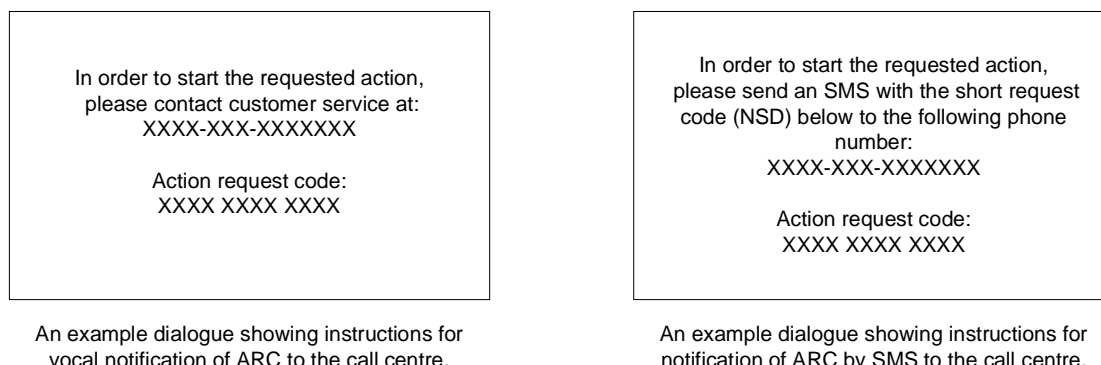 In order to start the requested action,
please contact customer service at:
XXXX-XXX-XXXXXXX
Action request code:
XXXX XXXX XXXX
An example dialogue showing instructions for
vocal notification of ARC to the call centre.
In order to start the requested action,
please send an SMS with the short request
code (NSD) below to the following phone
number:
XXXX-XXX-XXXXXXX
Action request code:
XXXX XXXX XXXX
An example dialogue showing instructions for
notification of ARC by SMS to the call centre.